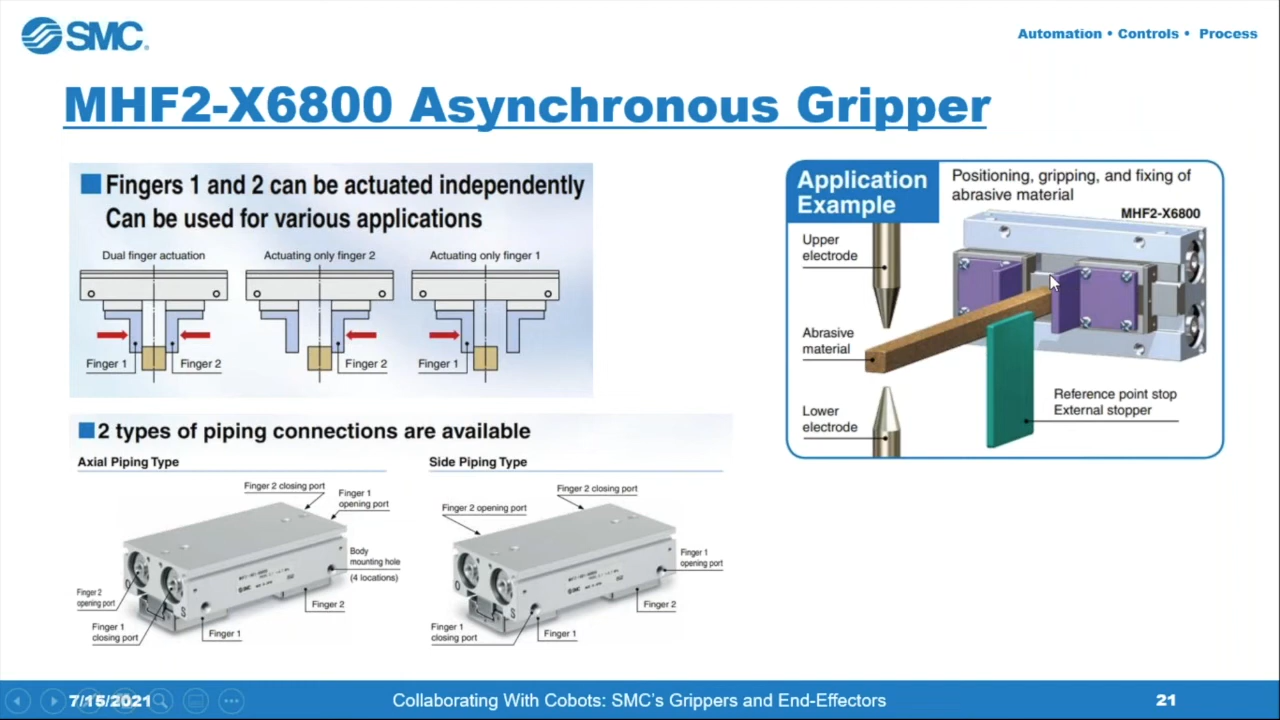 SMC
Automation • Controls • Process
MHF2-X6800 Asynchronous Gripper
Fingers 1 and 2 can be actuated independently
Can be used for various applications
Dual finger actuation
Actuating only finger 2
Actuating only finger 1
Finger 1
Finger 2
Finger 2
Finger 1
Application
Example
Positioning, gripping, and fixing of
abrasive material
MHF2-X6800
Upper
electrode
Abrasive
material
Lower
electrode
Reference point stop
External stopper
2 types of piping connections are available
Axial Piping Type
Finger 2 closing port
Finger 1
opening port
Body
mounting hole
(4 locations)
Finger 2
opening port
Finger 1
closing port
Finger 1
Finger 2
O
S
SMC
Side Piping Type
Finger 2 closing port
Finger 2 opening port
Finger 1
opening port
Finger 2
Finger 1
closing port
Finger 1
O
S
SMC
7/15/2021
Collaborating With Cobots: SMC's Grippers and End-Effectors
21